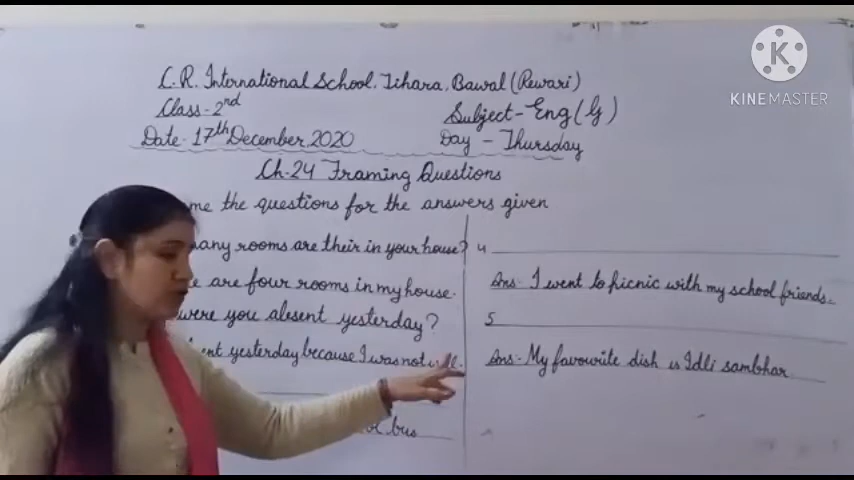 C.R. International School, Jihara, Bawal (Rewari)
Class-2nd
Subject-Eng(G)
Date- 17th December, 2020
Day - Thursday
Ch-24 Framing Questions
me the questions for the answers given
many rooms are their in your house?
are four rooms in my house.
were you absent yesterday?
yesterday because I was not
bus
4
Ans- I went to picnic with my school friends.
5
Ans- My favourite dish is Idli sambhar
K
KINEMASTER